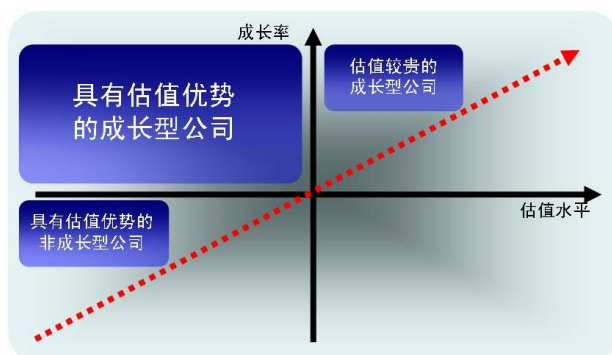 成长率
具有估值优势
的成长型公司
估值较贵的
成长型公司
估值水平
具有估值优势的
非成长型公司